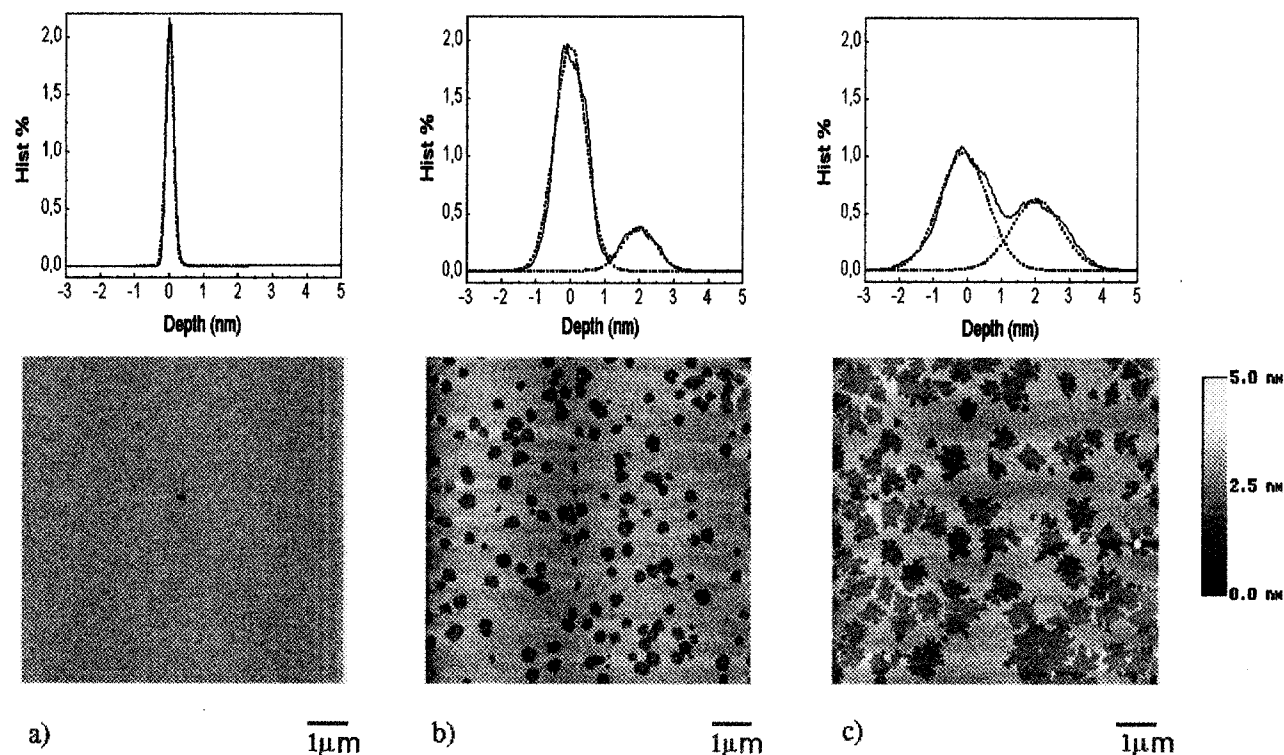 2,0
1,5
1,0
0,5
0,0
Hist %
-3 -2 -1 0 1 2 3 4 5
Depth (nm)
2,0
1,5
1,0
0,5
0,0
Hist %
-3 -2 -1 0 1 2 3 4 5
Depth (nm)
2,0
1,5
1,0
0,5
0,0
Hist %
-3 -2 -1 0 1 2 3 4 5
Depth (nm)
5.0 nm
2.5 nm
0.0 nm
a) 1μm
b) 1μm
c) 1μm